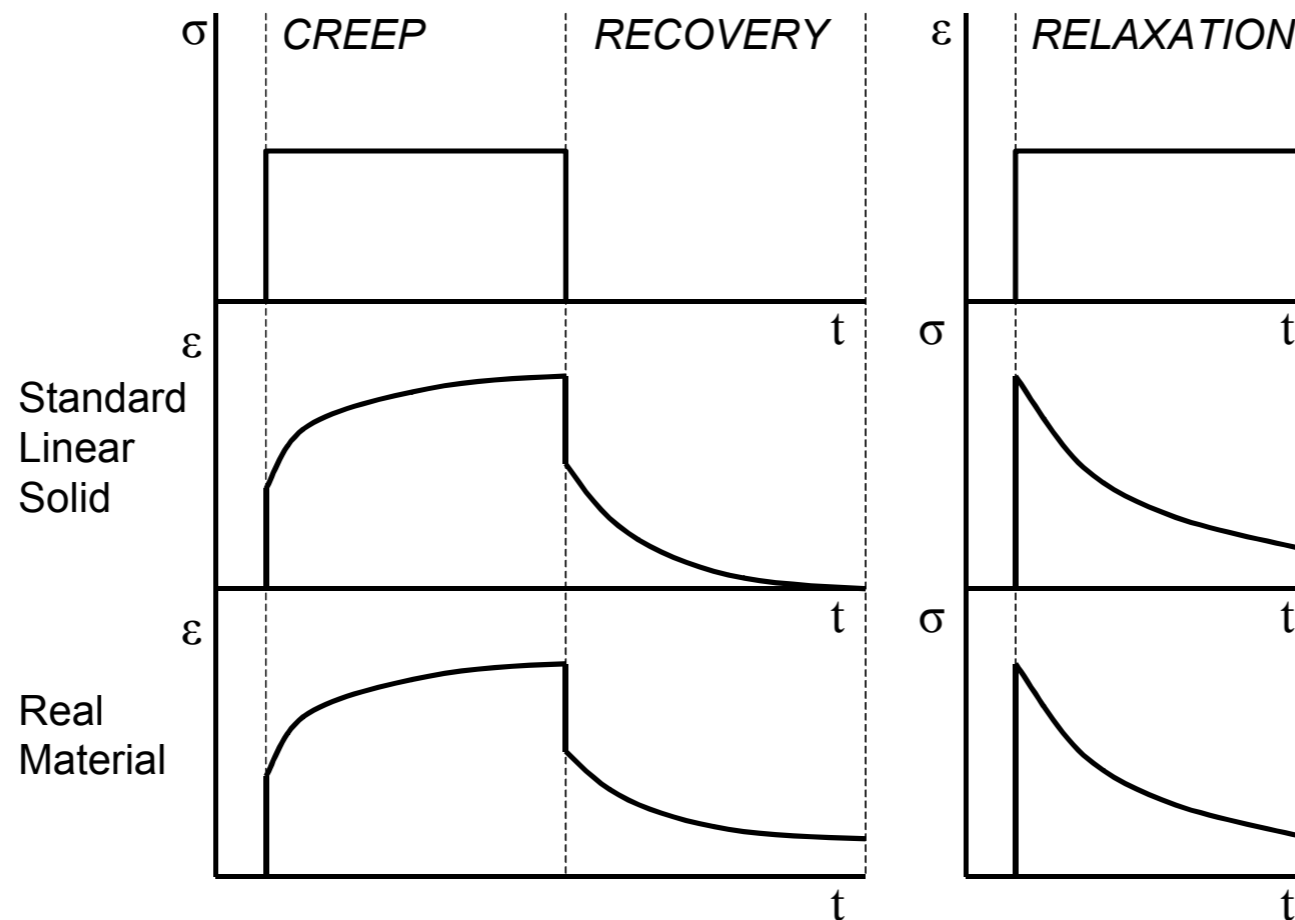 σ CREEP RECOVERY
ε RELAXATION
t
t
ε
σ
Standard
Linear
Solid
t
t
ε
σ
Real
Material
t
t